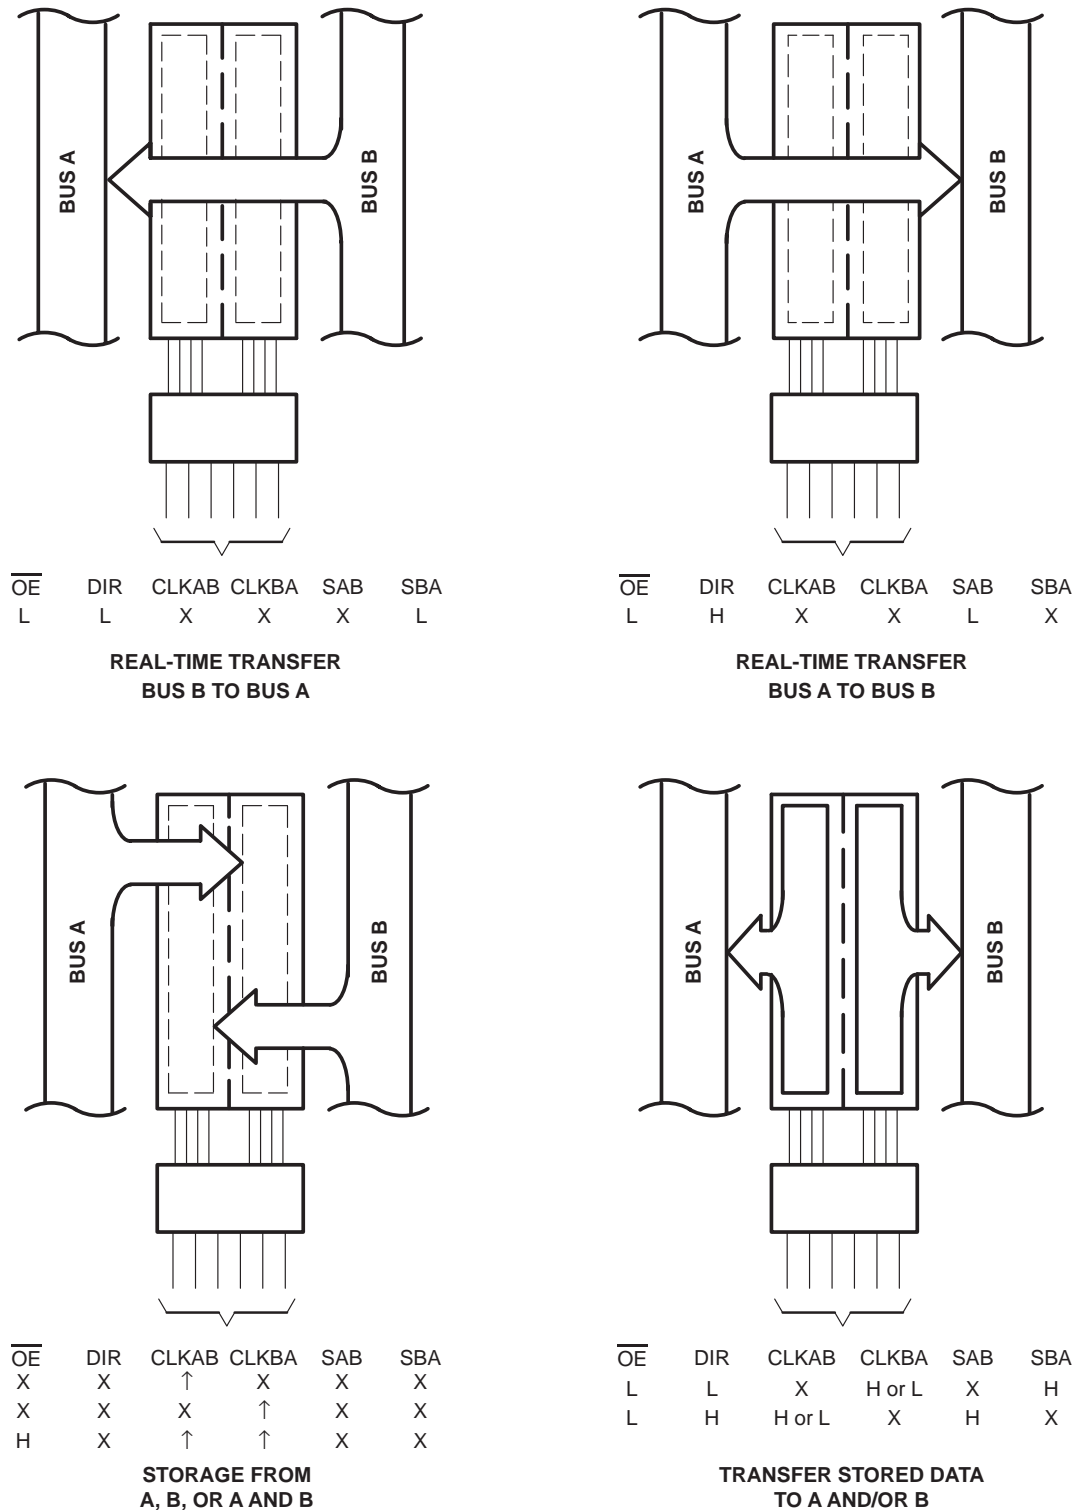 BUS A
BUS B
OE DIR CLKAB CLKBA SAB SBA
L L X X X L
REAL-TIME TRANSFER
BUS B TO BUS A
BUS A
BUS B
OE DIR CLKAB CLKBA SAB SBA
L H X X L X
REAL-TIME TRANSFER
BUS A TO BUS B
BUS A
BUS B
OE DIR CLKAB CLKBA SAB SBA
X X ↑ X X X
X X X ↑ X X
H X ↑ ↑ X X
STORAGE FROM
A, B, OR A AND B
BUS A
BUS B
OE DIR CLKAB CLKBA SAB SBA
L L X H or L X H
L H H or L X H X
TRANSFER STORED DATA
TO A AND/OR B